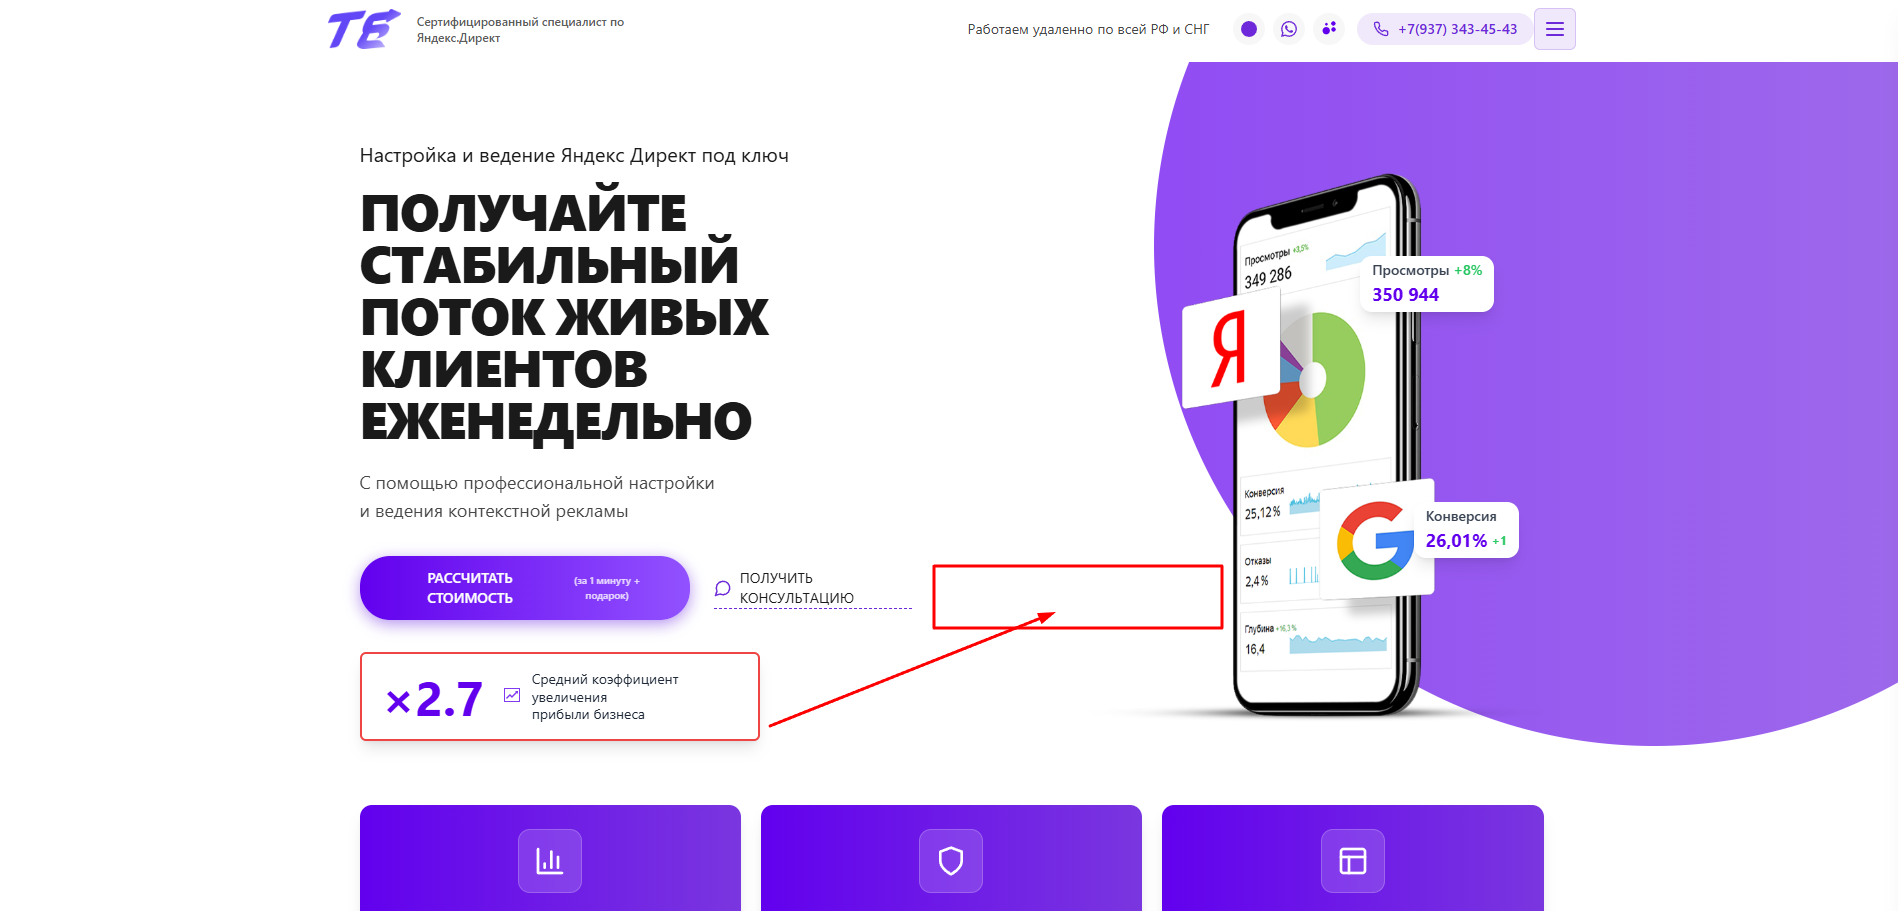 ТЕ
Сертифицированный специалист по
Яндекс.Директ
Работаем удаленно по всей РФ и СНГ
+7(937) 343-45-43
Настройка и ведение Яндекс Директ под ключ
ПОЛУЧАЙТЕ
СТАБИЛЬНЫЙ
ПОТОК ЖИВЫХ
КЛИЕНТОВ
ЕЖЕНЕДЕЛЬНО
С помощью профессиональной настройки
и ведения контекстной рекламы
РАССЧИТАТЬ
СТОИМОСТЬ
(за 1 минуту +
подарок)
ПОЛУЧИТЬ
КОНСУЛЬТАЦИЮ
×2.7
Средний коэффициент
увеличения
прибыли бизнеса
Просмотры +3,5%
349 286
Просмотры +8%
350 944
Я
Конверсия
25,12%
G
Конверсия
26,01% +1
Отказы
2,4%
Глубина +16,3%
16,4